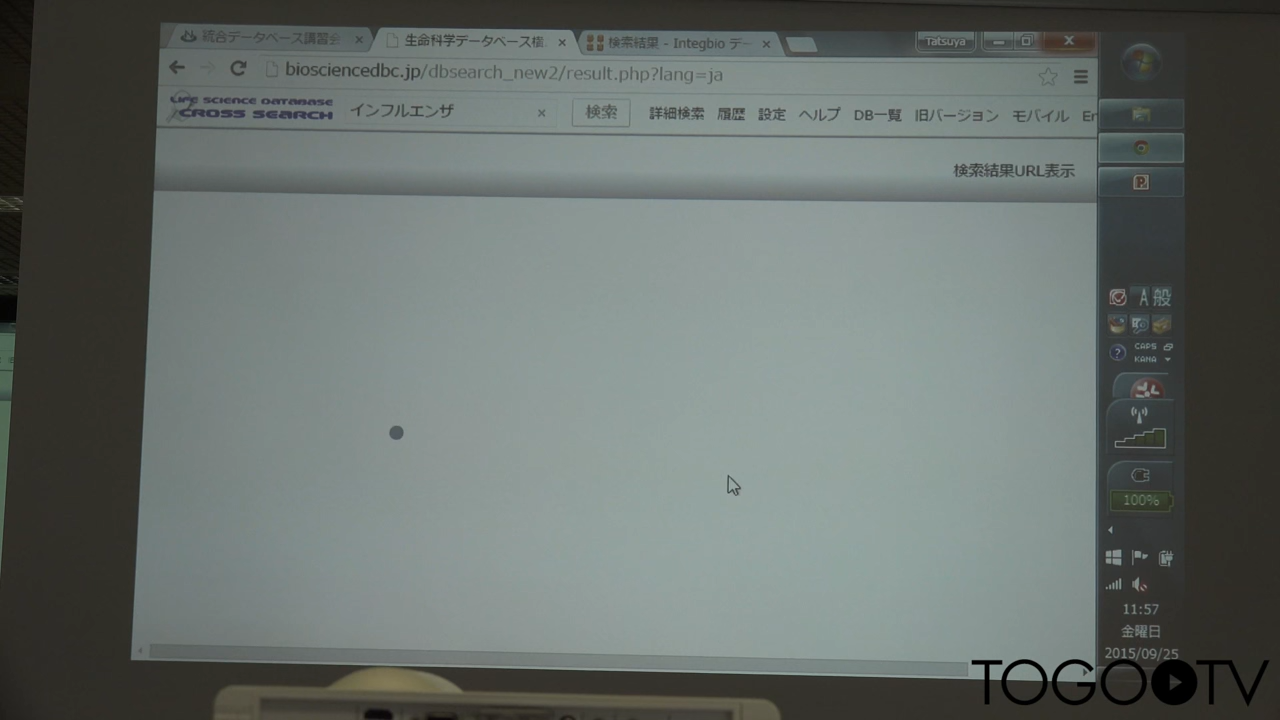 統合データベース講習会
生命科学データベース横
検索結果 - Integbio デー
Tatsuya
biosciencedbc.jp/dbsearch_new2/result.php?lang=ja
LIFE SCIENCE DATABASE
CROSS SEARCH
インフルエンザ
検索
詳細検索 履歴 設定 ヘルプ DB一覧 旧バージョン モバイル En
検索結果URL表示
A 般
CAPS
KANA
100%
11:57
金曜日
2015/09/25
TOGO TV